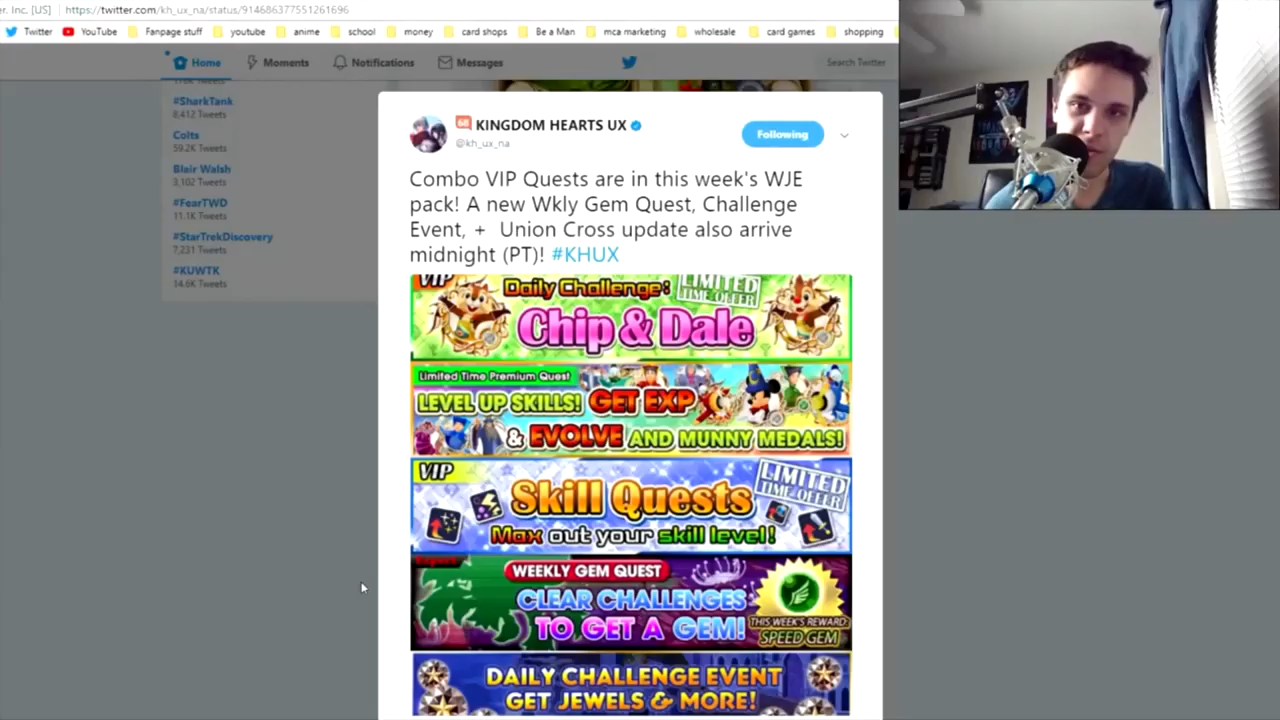 er. Inc. [US] | https://twitter.com/kh_ux_na/status/914686377551261696
Twitter YouTube Fanpage stuff youtube anime school money card shops Be a Man mca marketing wholesale card games shopping
Home Moments Notifications Messages Search Twitter
#SharkTank
8,412 Tweets
Colts
59.2K Tweets
Blair Walsh
3,102 Tweets
#FearTWD
11.1K Tweets
#StarTrekDiscovery
7,231 Tweets
#KUWTK
14.6K Tweets
KINGDOM HEARTS UX
@kh_ux_na
Following
Combo VIP Quests are in this week's WJE
pack! A new Wkly Gem Quest, Challenge
Event, + Union Cross update also arrive
midnight (PT)! #KHUX
VIP
Daily Challenge:
LIMITED
TIME OFFER
Chip & Dale
Limited Time Premium Quest
LEVEL UP SKILLS! GET EXP
& EVOLVE AND MUNNY MEDALS!
VIP
LIMITED
TIME OFFER
Skill Quests
Max out your skill level!
WEEKLY GEM QUEST
CLEAR CHALLENGES
TO GET A GEM!
THIS WEEK'S REWARD:
SPEED GEM
DAILY CHALLENGE EVENT
GET JEWELS & MORE!